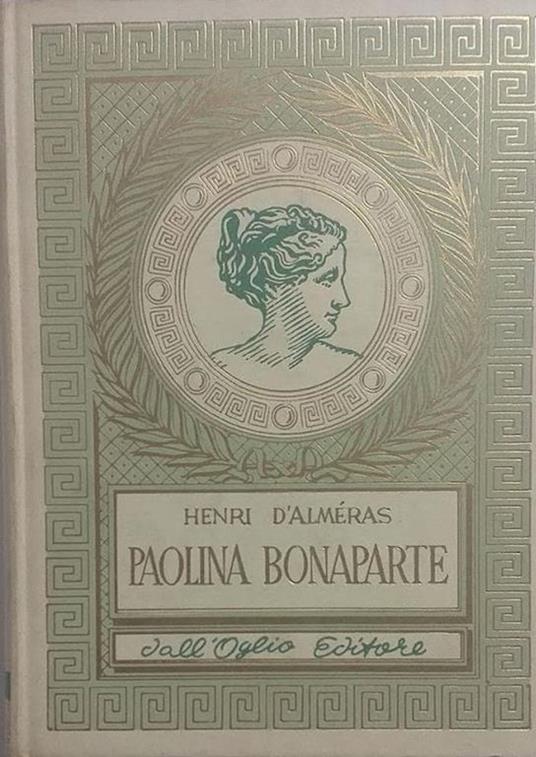 HENRI D'ALMÉRAS
PAOLINA BONAPARTE
dall'Oglio Editore